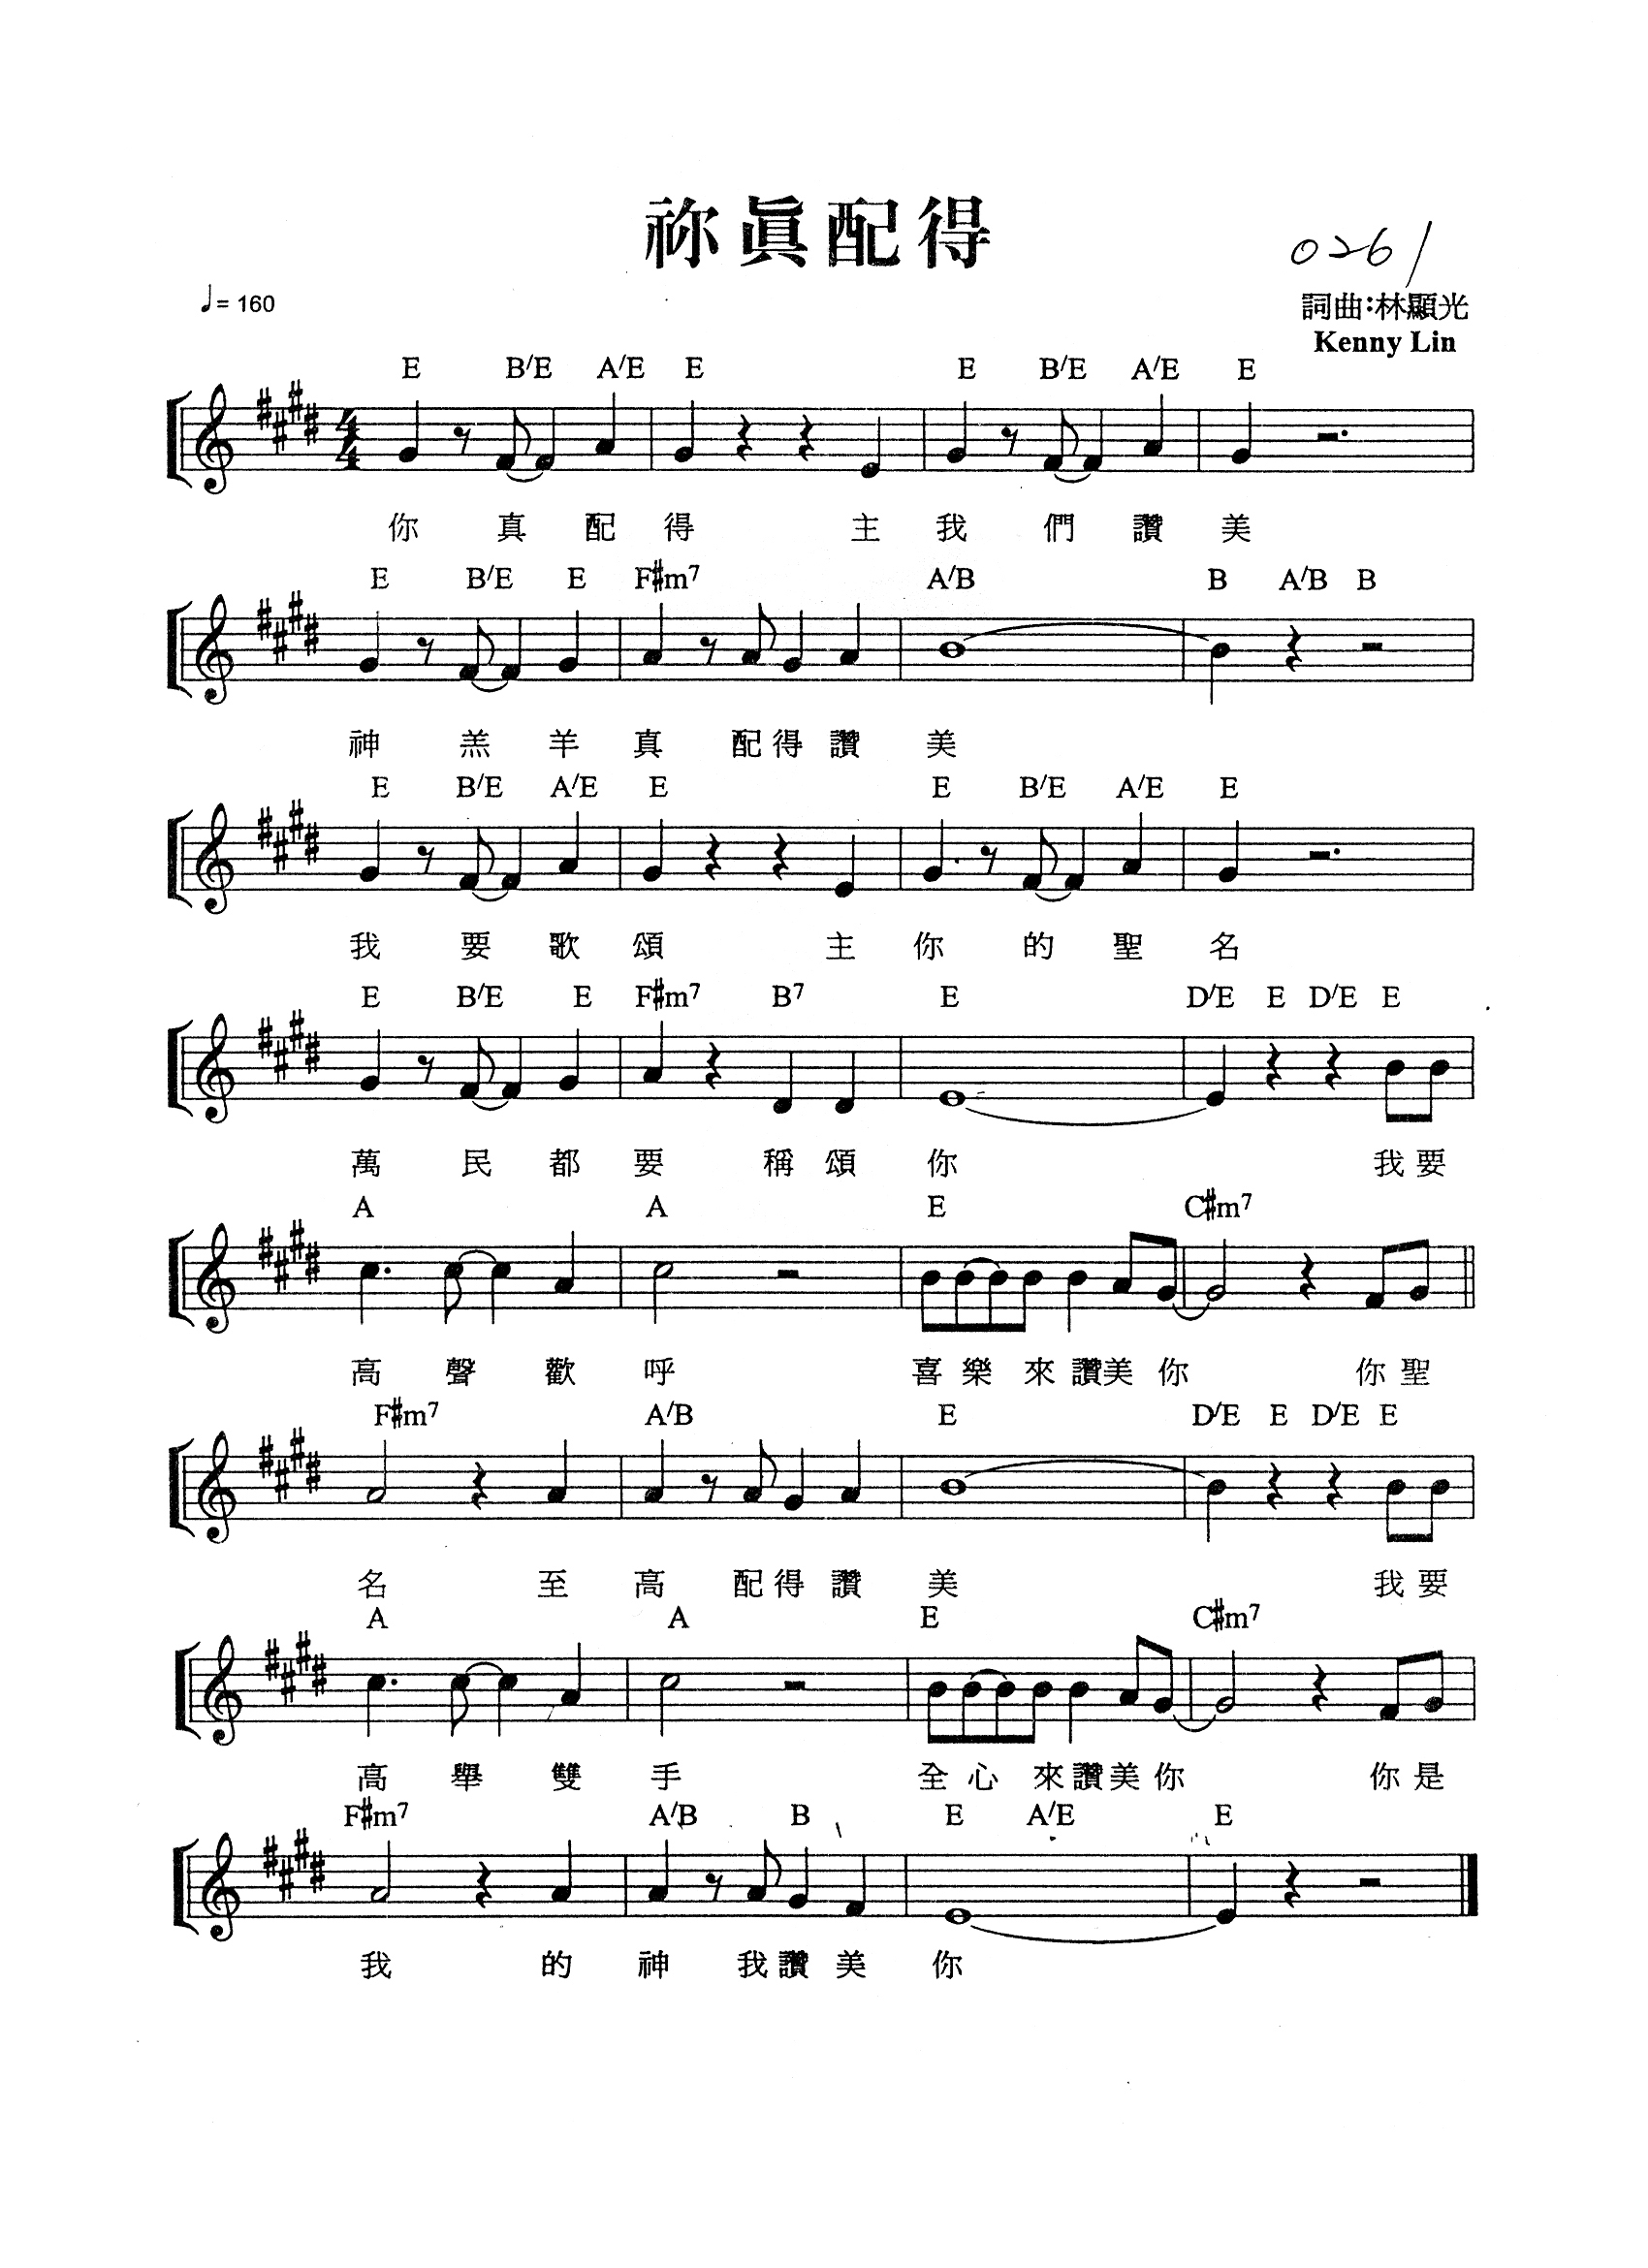 祢眞配得
026/
♩= 160
詞曲:林顯光
Kenny Lin
E B/E A/E E E B/E A/E E
你 真 配 得 主 我 們 讚 美
E B/E E F#m7 A/B B A/B B
神 羔 羊 真 配 得 讚 美
E B/E A/E E E B/E A/E E
我 要 歌 頌 主 你 的 聖 名
E B/E E F#m7 B7 E D/E E D/E E
萬 民 都 要 稱 頌 你 我 要
A A E C#m7
高 聲 歡 呼 喜 樂 來 讚 美 你 你 聖
F#m7 A/B E D/E E D/E E
名 至 高 配 得 讚 美 我 要
A A E C#m7
高 舉 雙 手 全 心 來 讚 美 你 你 是
F#m7 A/B B E A/E E
我 的 神 我 讚 美 你